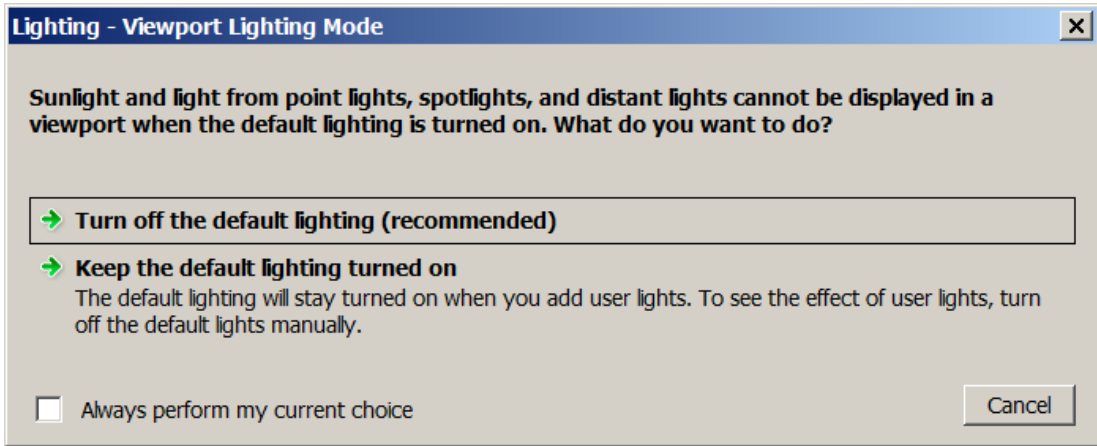 Lighting - Viewport Lighting Mode
Sunlight and light from point lights, spotlights, and distant lights cannot be displayed in a
viewport when the default lighting is turned on. What do you want to do?
Turn off the default lighting (recommended)
Keep the default lighting turned on
The default lighting will stay turned on when you add user lights. To see the effect of user lights, turn
off the default lights manually.
Always perform my current choice
Cancel